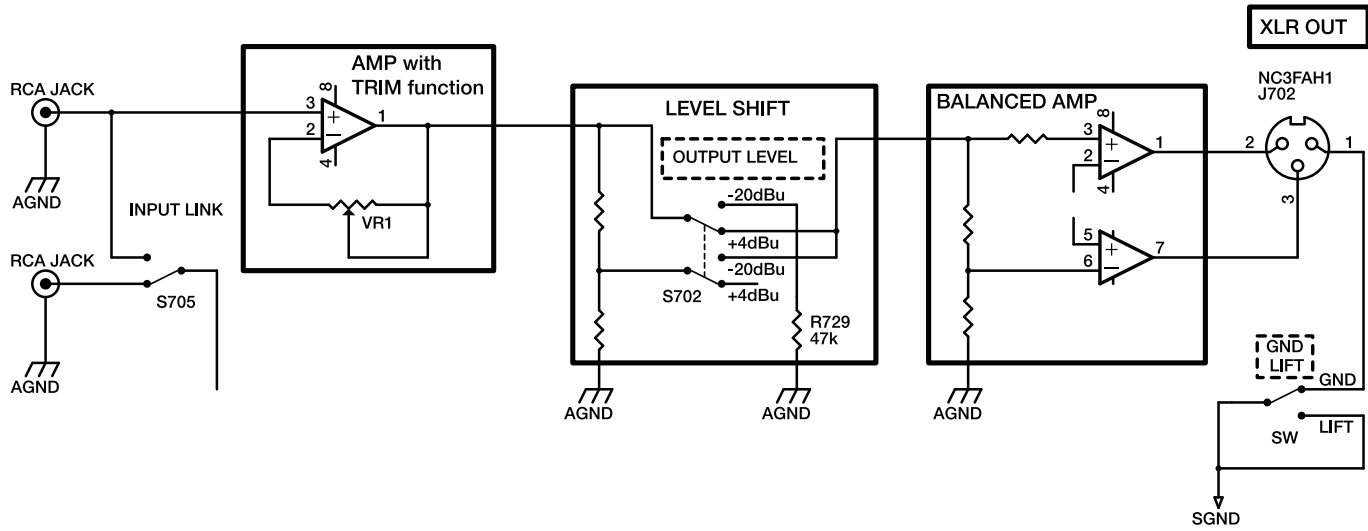 XLR OUT
NC3FAH1
J702
RCA JACK
AGND
AMP with
TRIM function
3
2
8
4
1
VR1
INPUT LINK
RCA JACK
S705
AGND
LEVEL SHIFT
OUTPUT LEVEL
-20dBu
+4dBu
-20dBu
+4dBu
S702
R729
47k
AGND
AGND
BALANCED AMP
3
2
8
4
1
5
6
7
AGND
2
1
3
GND
LIFT
GND
SW
LIFT
SGND